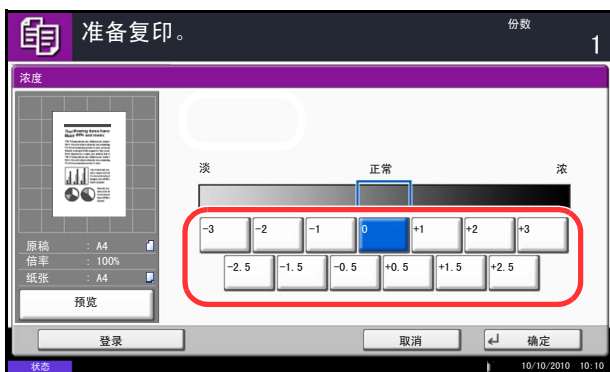 准备复印。
份数
1
浓度
淡 正常 浓
-3 -2 -1 0 +1 +2 +3
-2.5 -1.5 -0.5 +0.5 +1.5 +2.5
原稿 : A4
倍率 : 100%
纸张 : A4
预览
登录 取消 确定
状态 10/10/2010 10:10